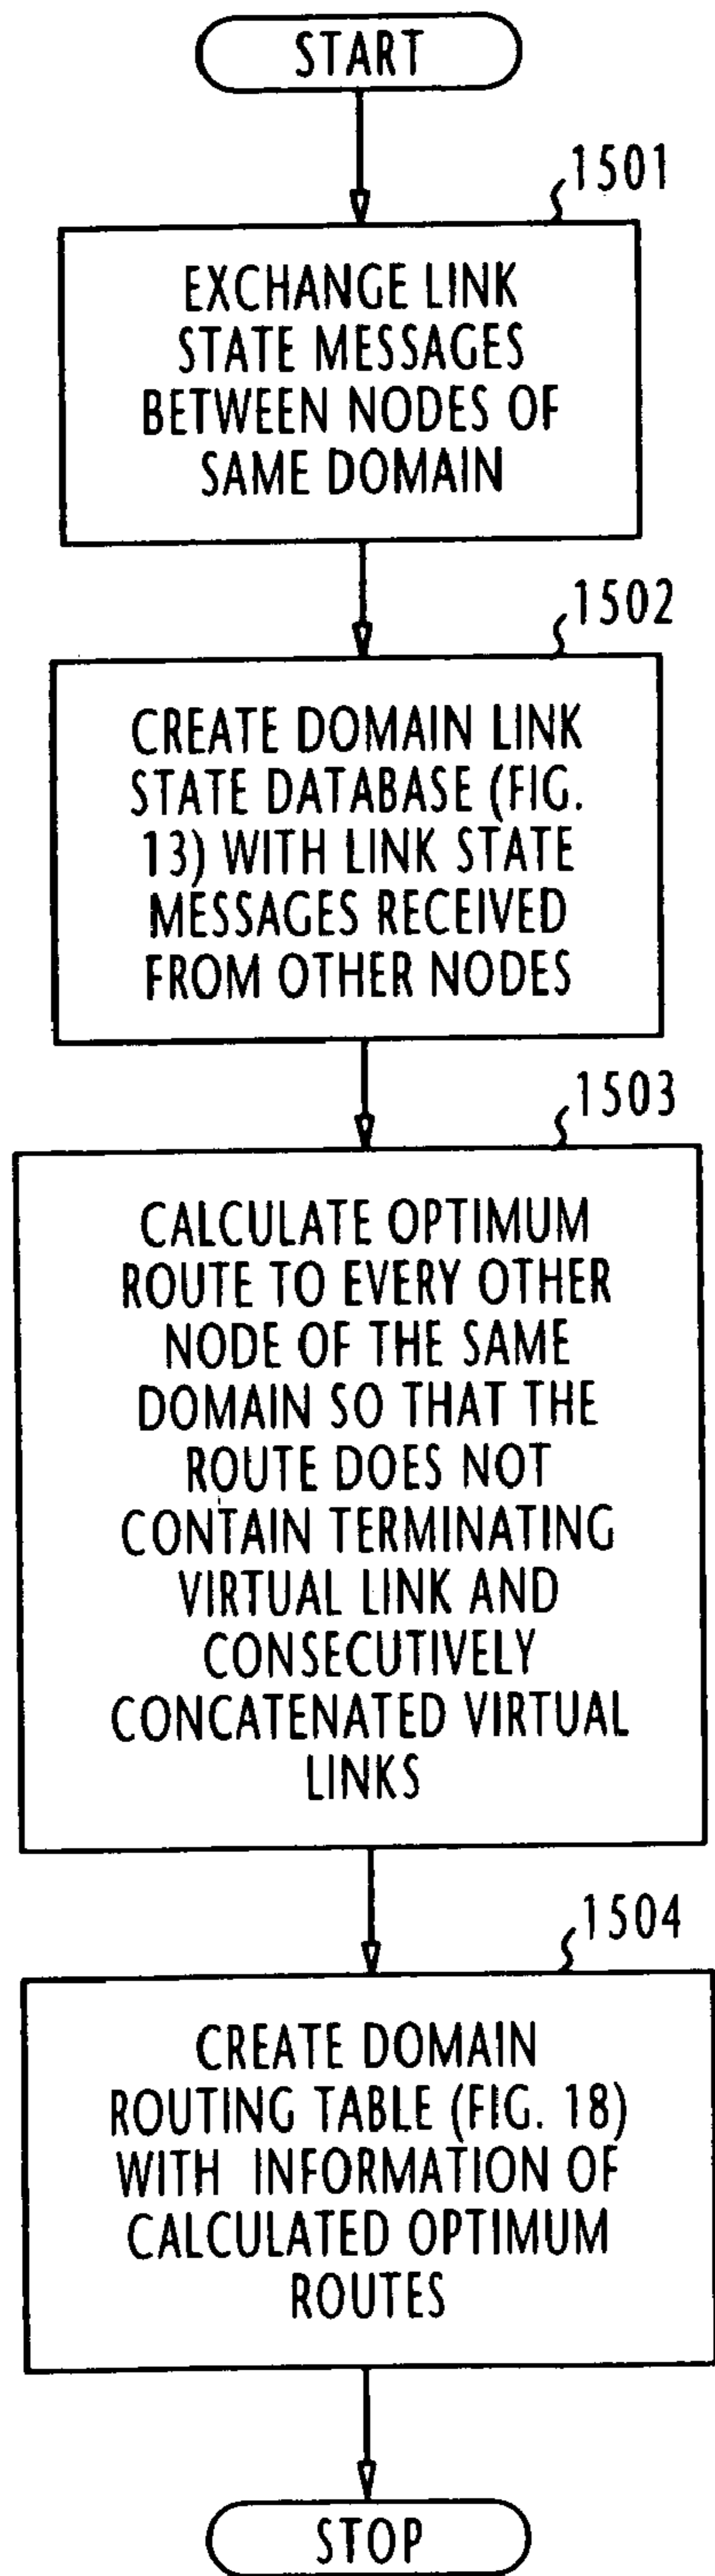 START
1501
EXCHANGE LINK
STATE MESSAGES
BETWEEN NODES OF
SAME DOMAIN
1502
CREATE DOMAIN LINK
STATE DATABASE (FIG.
13) WITH LINK STATE
MESSAGES RECEIVED
FROM OTHER NODES
1503
CALCULATE OPTIMUM
ROUTE TO EVERY OTHER
NODE OF THE SAME
DOMAIN SO THAT THE
ROUTE DOES NOT
CONTAIN TERMINATING
VIRTUAL LINK AND
CONSECUTIVELY
CONCATENATED VIRTUAL
LINKS
1504
CREATE DOMAIN
ROUTING TABLE (FIG. 18)
WITH INFORMATION OF
CALCULATED OPTIMUM
ROUTES
STOP